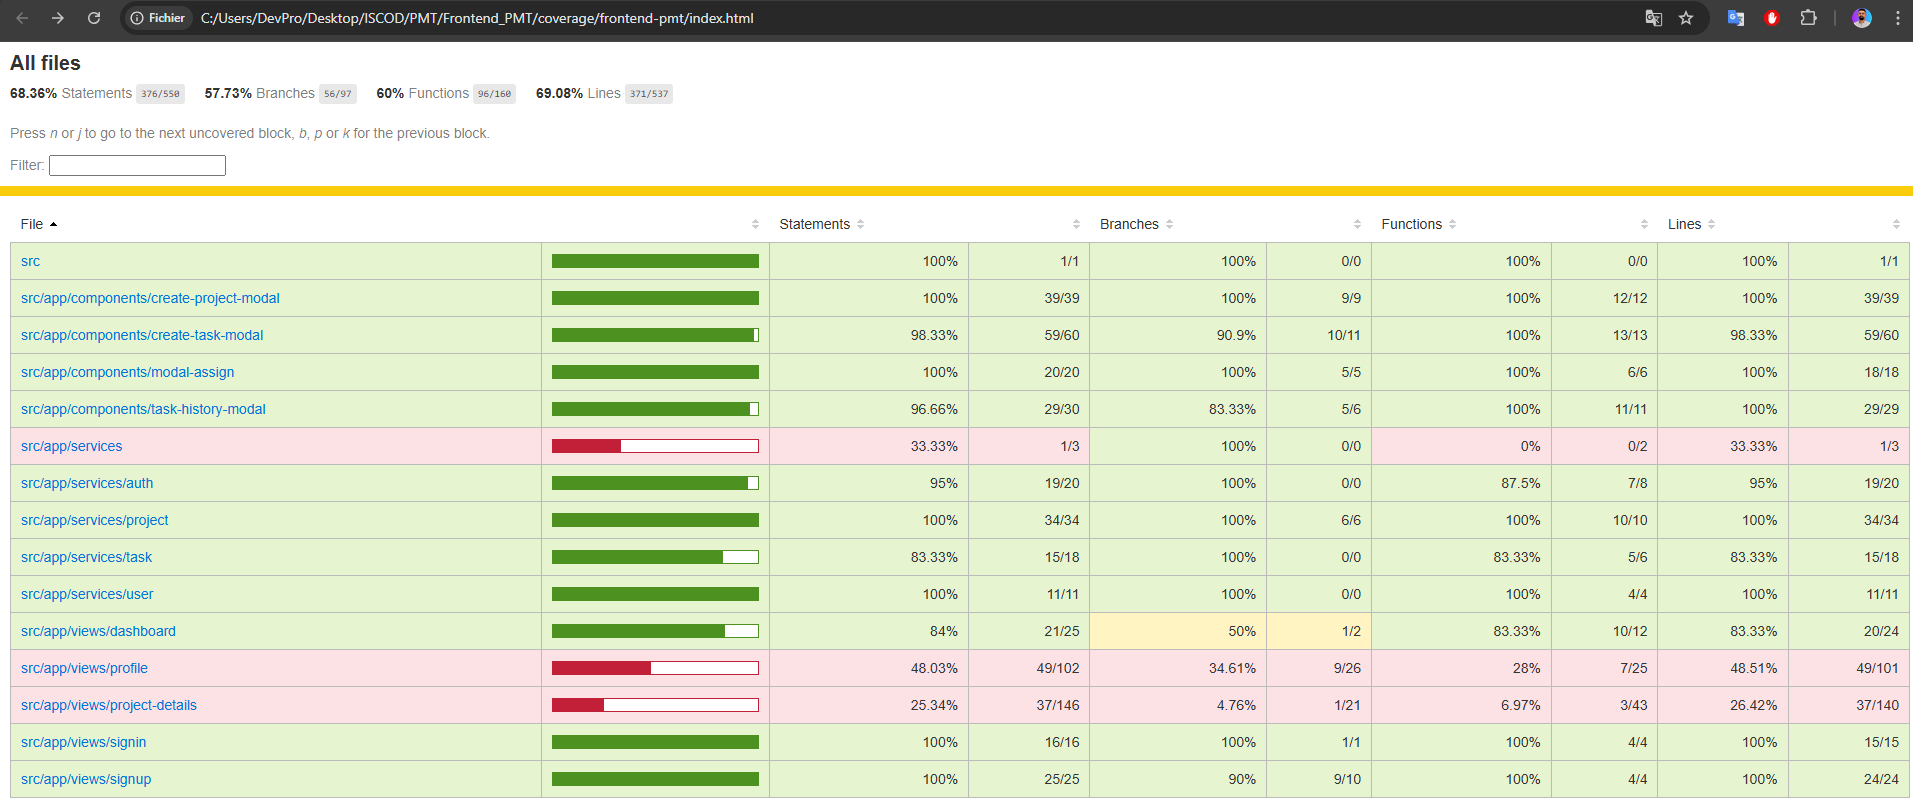 Fichier C:/Users/DevPro/Desktop/ISCOD/PMT/Frontend_PMT/coverage/frontend-pmt/index.html
All files
68.36% Statements 376/550 57.73% Branches 56/97 60% Functions 96/160 69.08% Lines 371/537
Press n or j to go to the next uncovered block, b, p or k for the previous block.
Filter:
File Statements Branches Functions Lines
src 100% 1/1 100% 0/0 100% 0/0 100% 1/1
src/app/components/create-project-modal 100% 39/39 100% 9/9 100% 12/12 100% 39/39
src/app/components/create-task-modal 98.33% 59/60 90.9% 10/11 100% 13/13 98.33% 59/60
src/app/components/modal-assign 100% 20/20 100% 5/5 100% 6/6 100% 18/18
src/app/components/task-history-modal 96.66% 29/30 83.33% 5/6 100% 11/11 100% 29/29
src/app/services 33.33% 1/3 100% 0/0 0% 0/2 33.33% 1/3
src/app/services/auth 95% 19/20 100% 0/0 87.5% 7/8 95% 19/20
src/app/services/project 100% 34/34 100% 6/6 100% 10/10 100% 34/34
src/app/services/task 83.33% 15/18 100% 0/0 83.33% 5/6 83.33% 15/18
src/app/services/user 100% 11/11 100% 0/0 100% 4/4 100% 11/11
src/app/views/dashboard 84% 21/25 50% 1/2 83.33% 10/12 83.33% 20/24
src/app/views/profile 48.03% 49/102 34.61% 9/26 28% 7/25 48.51% 49/101
src/app/views/project-details 25.34% 37/146 4.76% 1/21 6.97% 3/43 26.42% 37/140
src/app/views/signin 100% 16/16 100% 1/1 100% 4/4 100% 15/15
src/app/views/signup 100% 25/25 90% 9/10 100% 4/4 100% 24/24